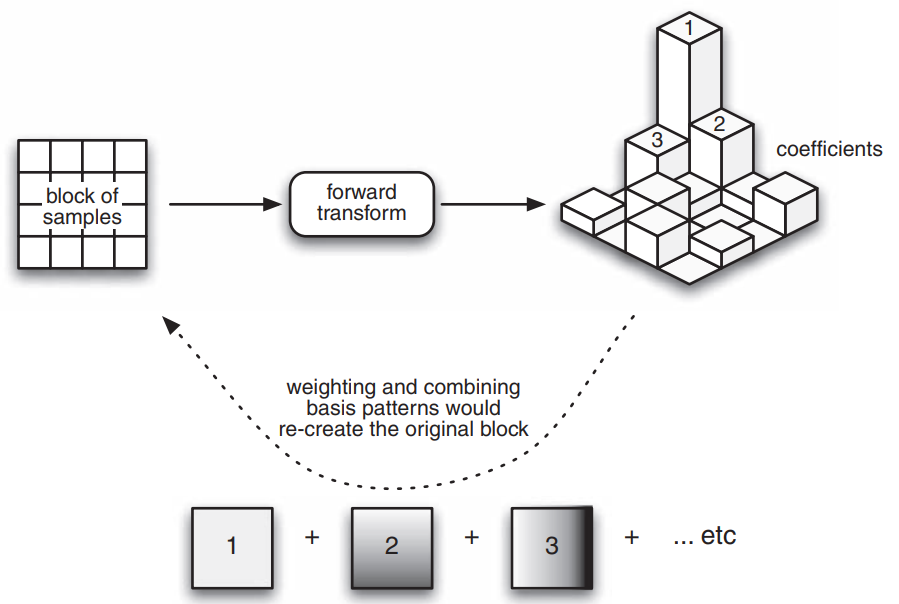 1
2
3
coefficients
block of
samples
forward
transform
weighting and combining
basis patterns would
re-create the original block
1 + 2 + 3 + ... etc